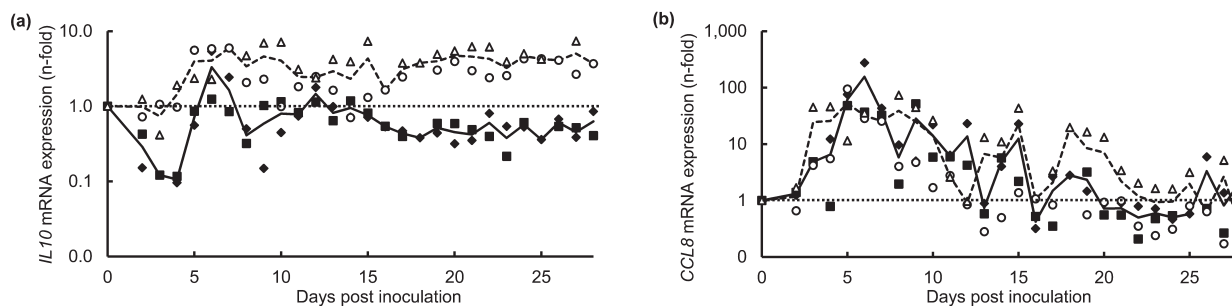 (a)
IL10 mRNA expression (n-fold)
10.0
1.0
0.1
0.0
0 5 10 15 20 25
Days post inoculation
(b)
CCL8 mRNA expression (n-fold)
1,000
100
10
1
0
0 5 10 15 20 25
Days post inoculation